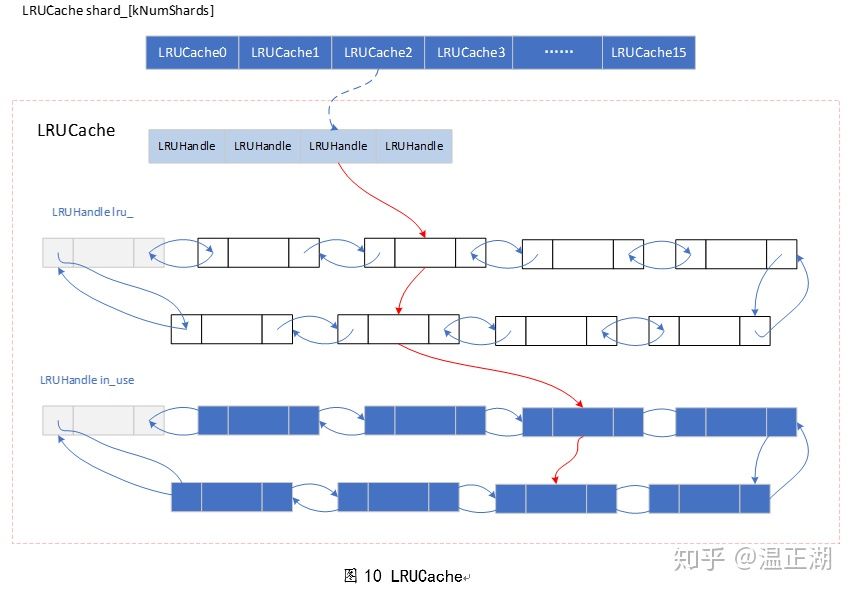 LRUCache shard_[kNumShards]
LRUCache0 LRUCache1 LRUCache2 LRUCache3 ...... LRUCache15
LRUCache
LRUHandle LRUHandle LRUHandle LRUHandle
LRUHandle lru_
LRUHandle in_use
知乎 @温正湖
图 10 LRUCache